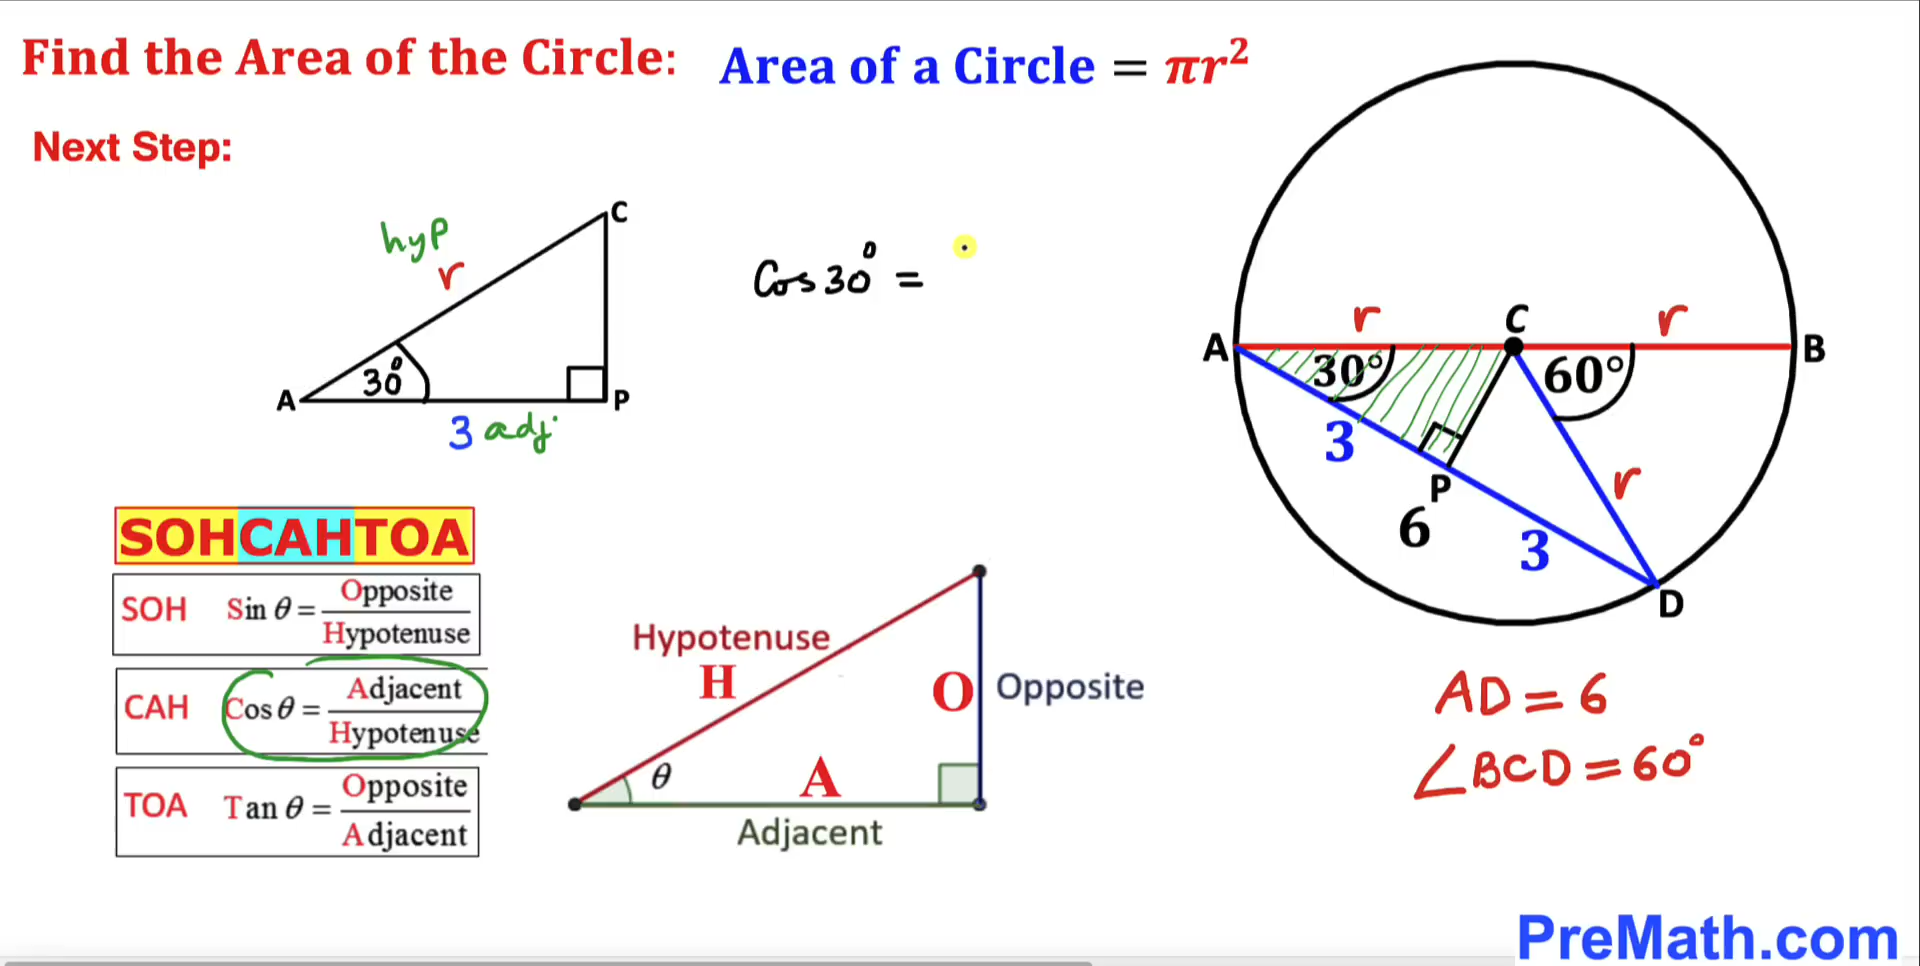 Find the Area of the Circle: Area of a Circle = πr²
Next Step:
hyp
r
C
30°
A
P
3 adj
Cos 30° =
SOHCAHTOA
SOH Sin θ = Opposite / Hypotenuse
CAH Cos θ = Adjacent / Hypotenuse
TOA Tan θ = Opposite / Adjacent
Hypotenuse
H
O Opposite
θ
A
Adjacent
r C r
A B
30° 60°
3
r
P
6
3
D
AD = 6
∠BCD = 60°
PreMath.com